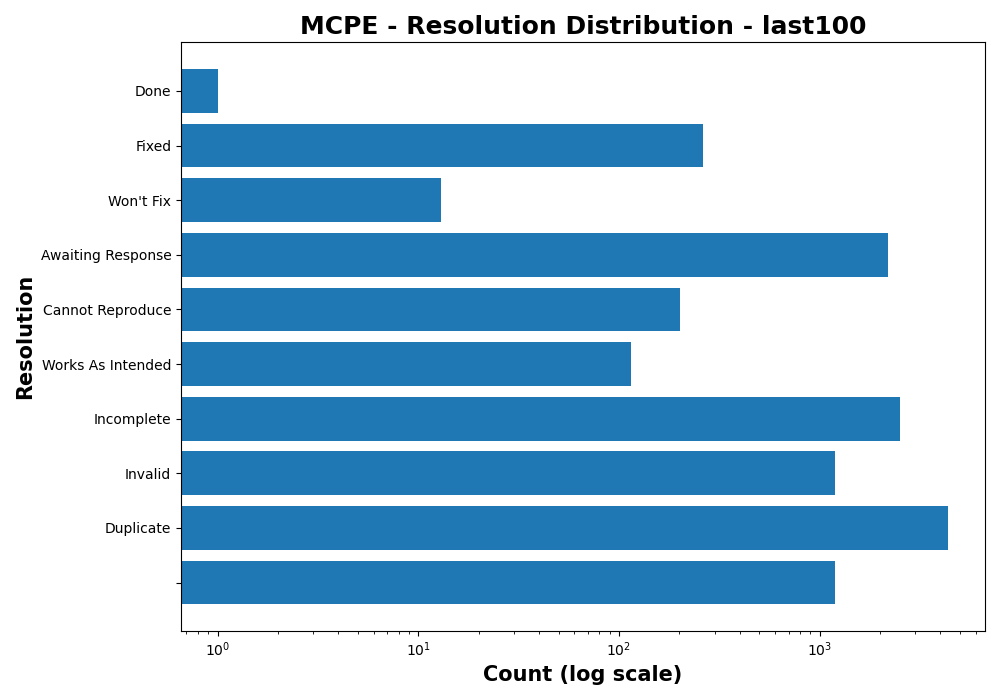 MCPE - Resolution Distribution - last100
Done
Fixed
Won't Fix
Awaiting Response
Cannot Reproduce
Works As Intended
Incomplete
Invalid
Duplicate
Resolution
10⁰ 10¹ 10² 10³
Count (log scale)